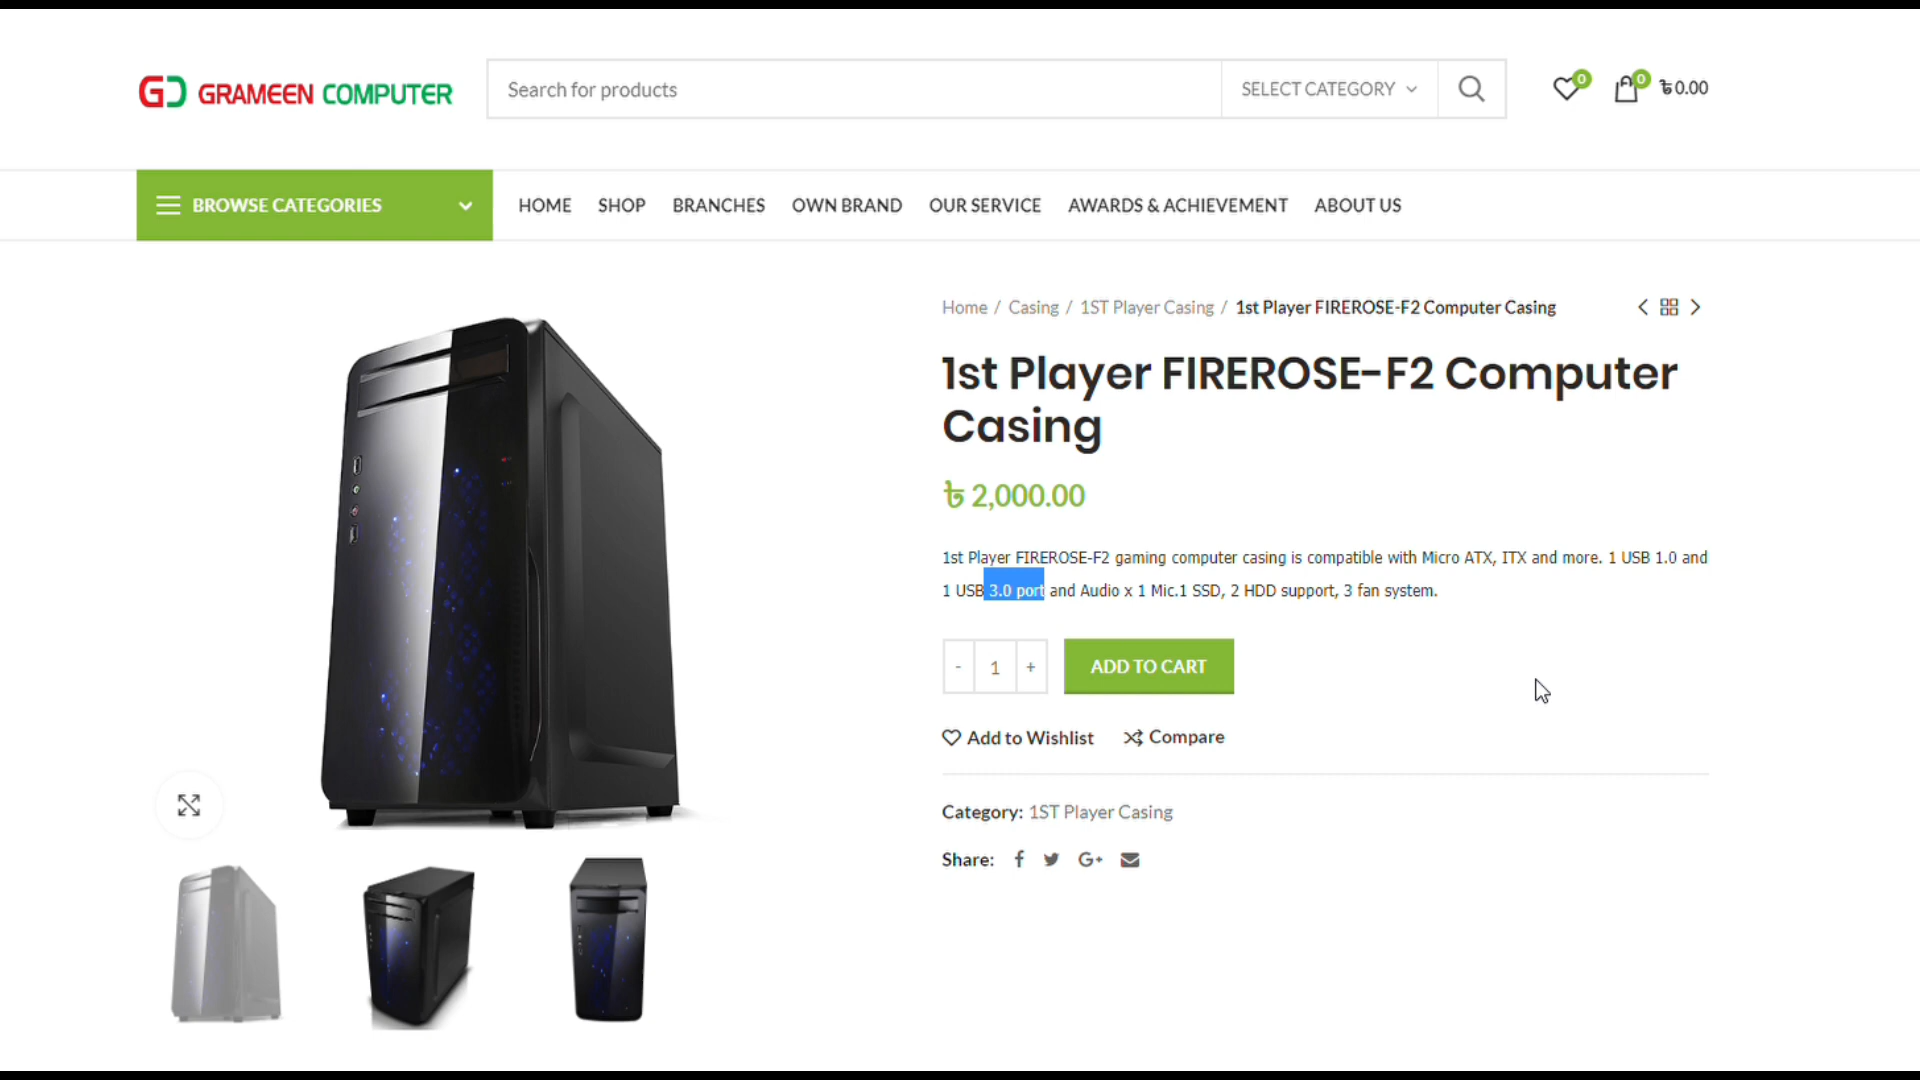 GD GRAMEEN COMPUTER
Search for products
SELECT CATEGORY
0
0
৳ 0.00
BROWSE CATEGORIES
HOME
SHOP
BRANCHES
OWN BRAND
OUR SERVICE
AWARDS & ACHIEVEMENT
ABOUT US
Home / Casing / 1ST Player Casing / 1st Player FIREROSE-F2 Computer Casing
1st Player FIREROSE-F2 Computer
Casing
৳ 2,000.00
1st Player FIREROSE-F2 gaming computer casing is compatible with Micro ATX, ITX and more. 1 USB 1.0 and
1 USB 3.0 port and Audio x 1 Mic.1 SSD, 2 HDD support, 3 fan system.
- 1 +
ADD TO CART
Add to Wishlist
Compare
Category: 1ST Player Casing
Share: